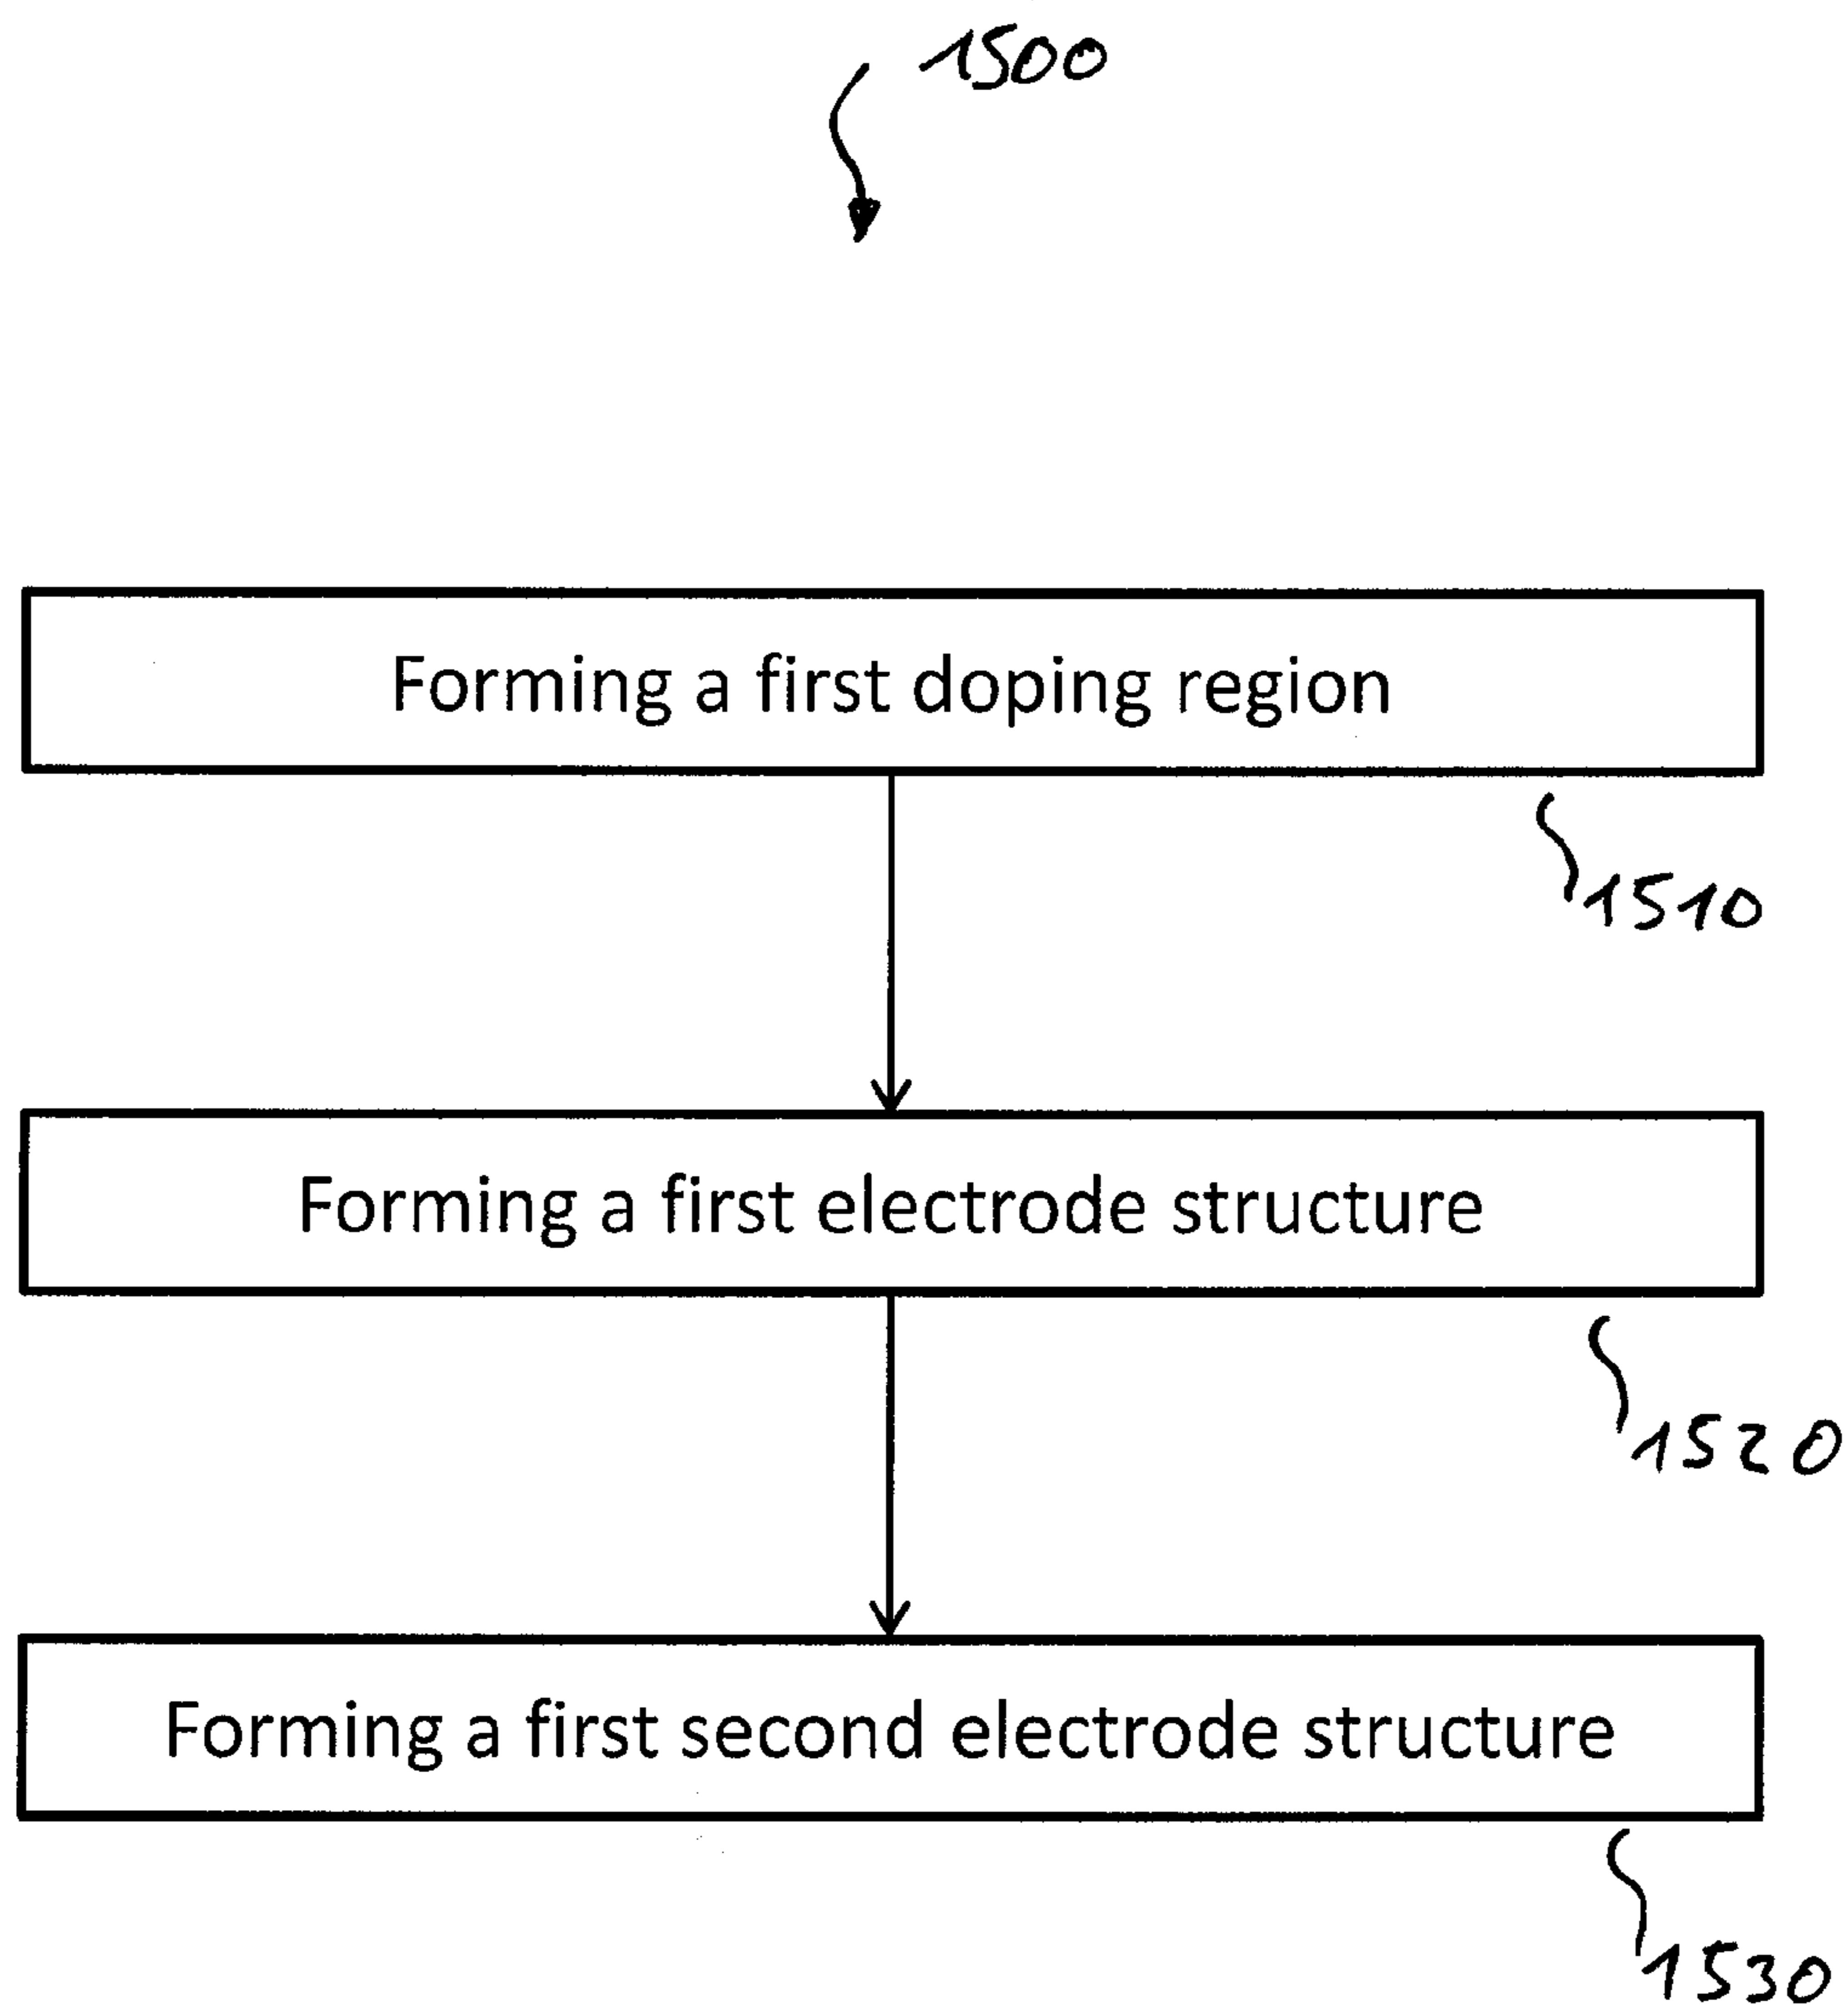 1500
Forming a first doping region
1510
Forming a first electrode structure
1520
Forming a first second electrode structure
1530